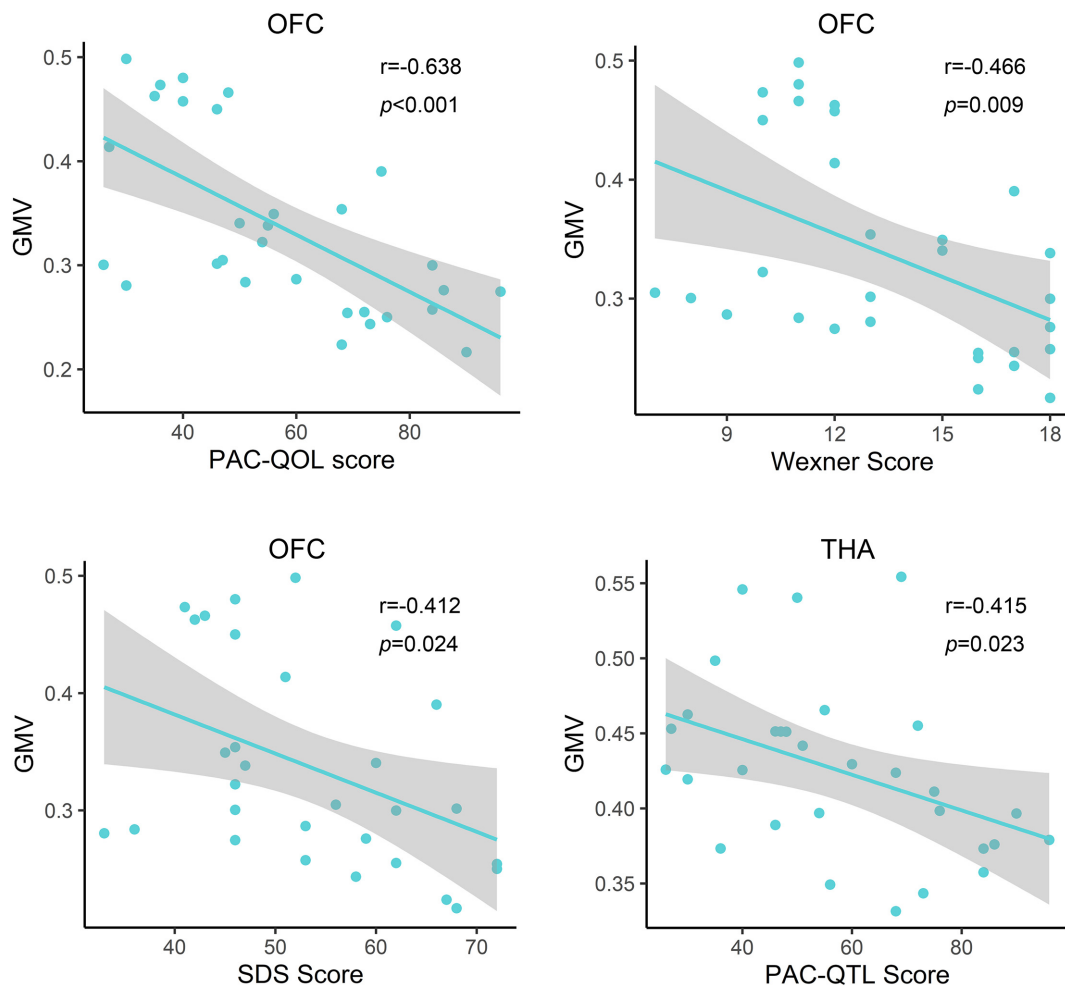 OFC
r=-0.638
p<0.001
0.5
0.4
0.3
0.2
GMV
40 60 80
PAC-QOL score
OFC
r=-0.466
p=0.009
0.5
0.4
0.3
GMV
9 12 15 18
Wexner Score
OFC
r=-0.412
p=0.024
0.5
0.4
0.3
GMV
40 50 60 70
SDS Score
THA
r=-0.415
p=0.023
0.55
0.50
0.45
0.40
0.35
GMV
40 60 80
PAC-QTL Score